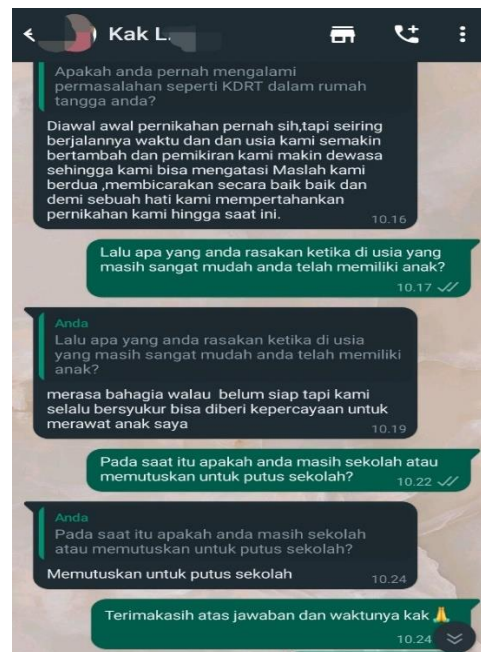 Kak L.
Apakah anda pernah mengalami
permasalahan seperti KDRT dalam rumah
tangga anda?
Diawal awal pernikahan pernah sih,tapi seiring
berjalannya waktu dan dan usia kami semakin
bertambah dan pemikiran kami makin dewasa
sehingga kami bisa mengatasi Maslah kami
berdua ,membicarakan secara baik baik dan
demi sebuah hati kami mempertahankan
pernikahan kami hingga saat ini.
10.16
Lalu apa yang anda rasakan ketika di usia yang
masih sangat mudah anda telah memiliki anak?
10.17
Anda
Lalu apa yang anda rasakan ketika di usia
yang masih sangat mudah anda telah memiliki
anak?
merasa bahagia walau belum siap tapi kami
selalu bersyukur bisa diberi kepercayaan untuk
merawat anak saya
10.19
Pada saat itu apakah anda masih sekolah atau
memutuskan untuk putus sekolah?
10.22
Anda
Pada saat itu apakah anda masih sekolah
atau memutuskan untuk putus sekolah?
Memutuskan untuk putus sekolah
10.24
Terimakasih atas jawaban dan waktunya kak 🙏
10.24